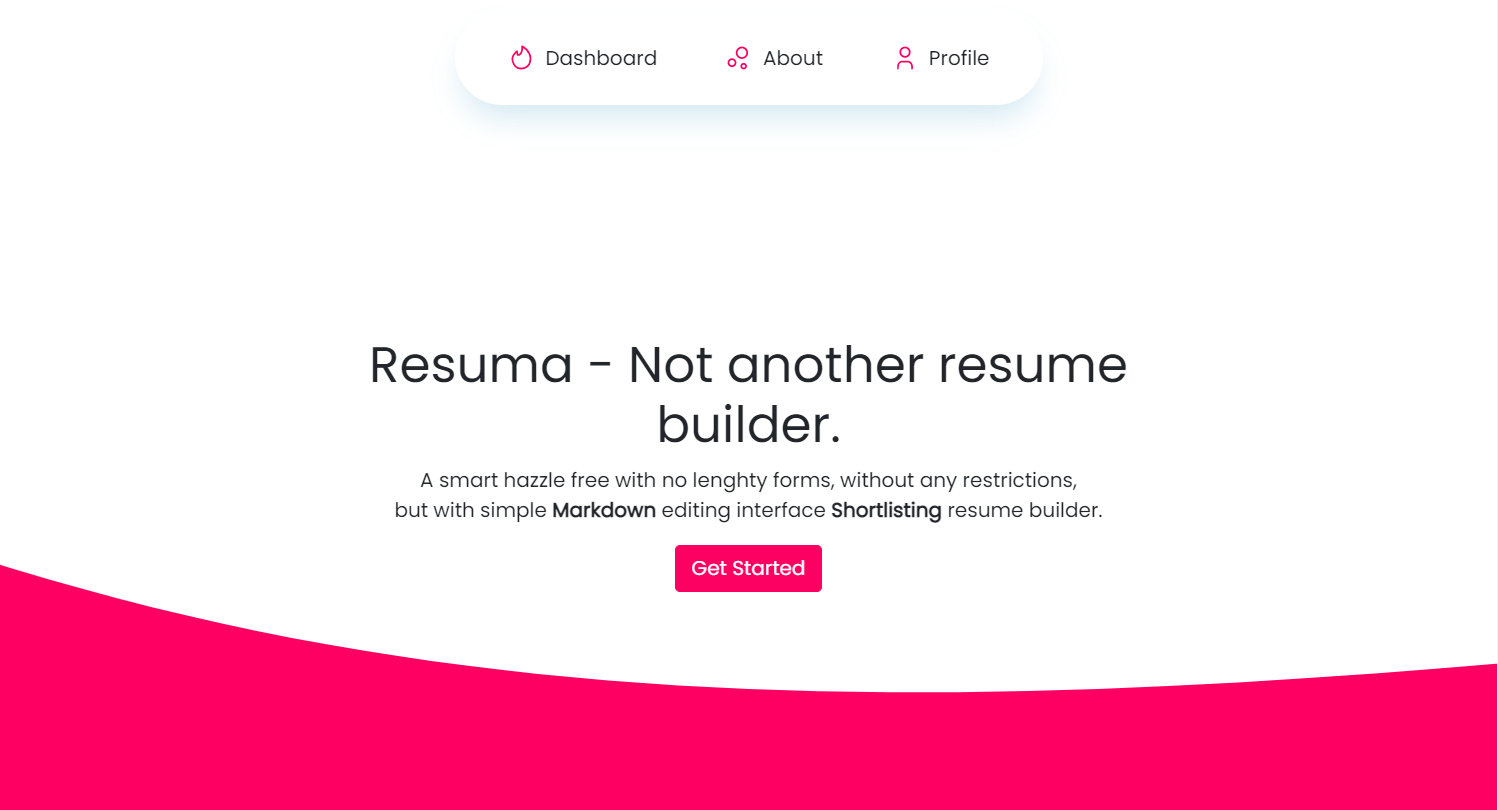 Dashboard About Profile
Resuma - Not another resume
builder.
A smart hazzle free with no lenghty forms, without any restrictions,
but with simple Markdown editing interface Shortlisting resume builder.
Get Started